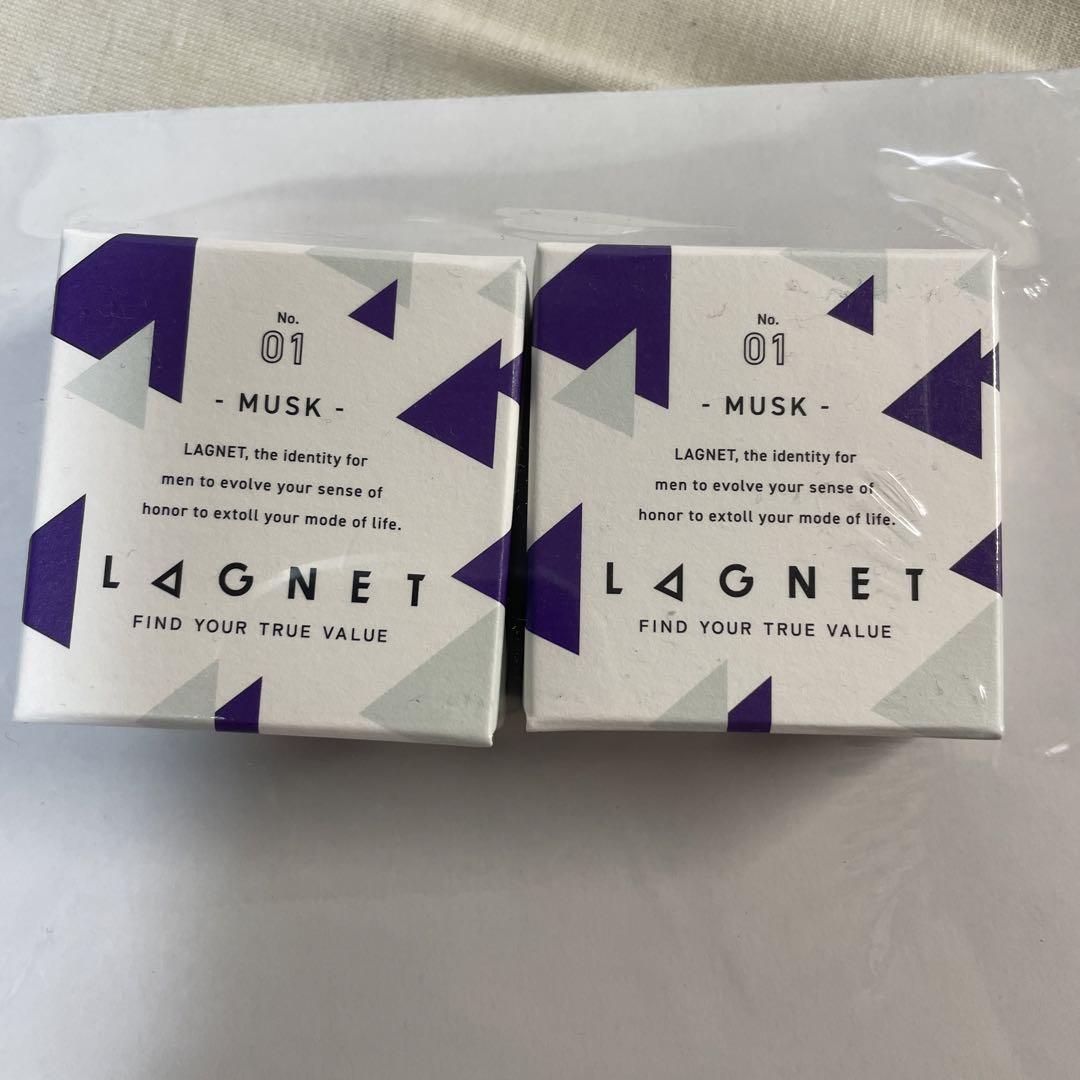 No.
01
- MUSK -
LAGNET, the identity for
men to evolve your sense of
honor to extoll your mode of life.
LAGNET
FIND YOUR TRUE VALUE
No.
01
- MUSK -
LAGNET, the identity for
men to evolve your sense of
honor to extoll your mode of life.
LAGNET
FIND YOUR TRUE VALUE